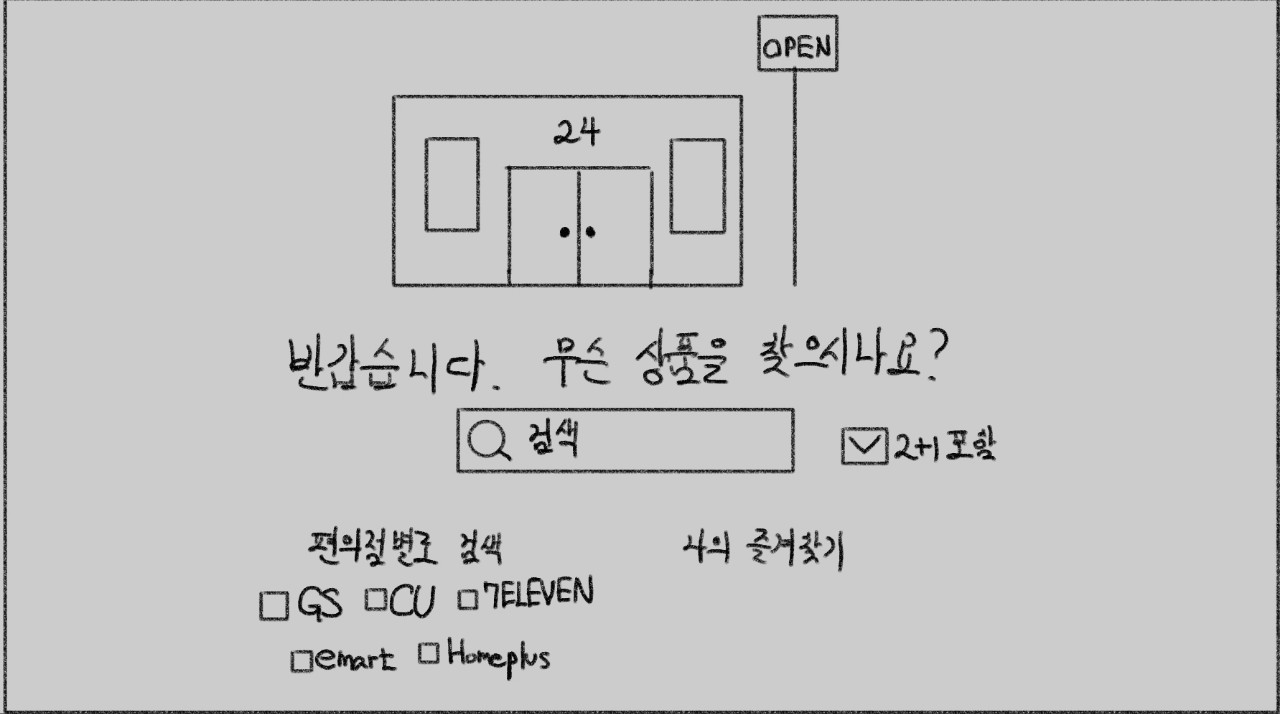 OPEN
24
반갑습니다. 무슨 상품을 찾으시나요?
검색
2+1 포함
편의점별로 검색
GS CU 7ELEVEN
emart Homeplus
나의 즐겨찾기